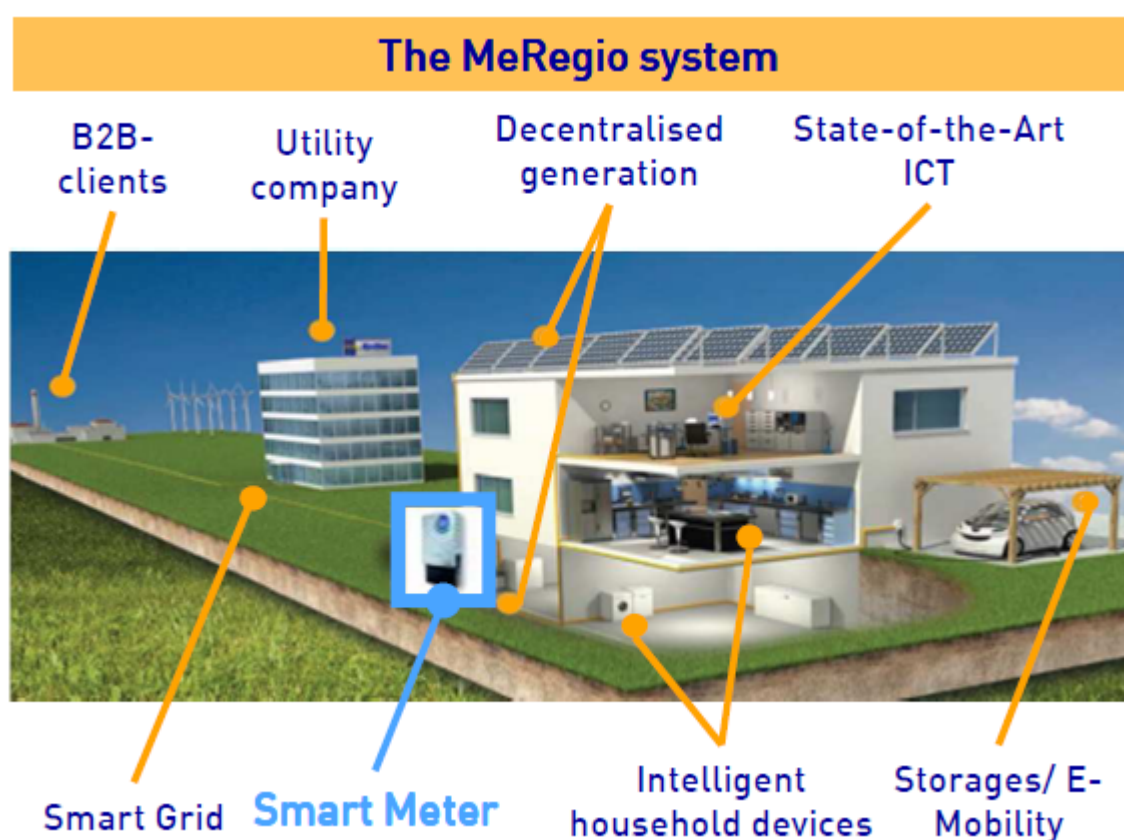 The MeRegio system
B2B-
clients
Utility
company
Decentralised
generation
State-of-the-Art
ICT
Smart Grid
Smart Meter
Intelligent
household devices
Storages/ E-
Mobility